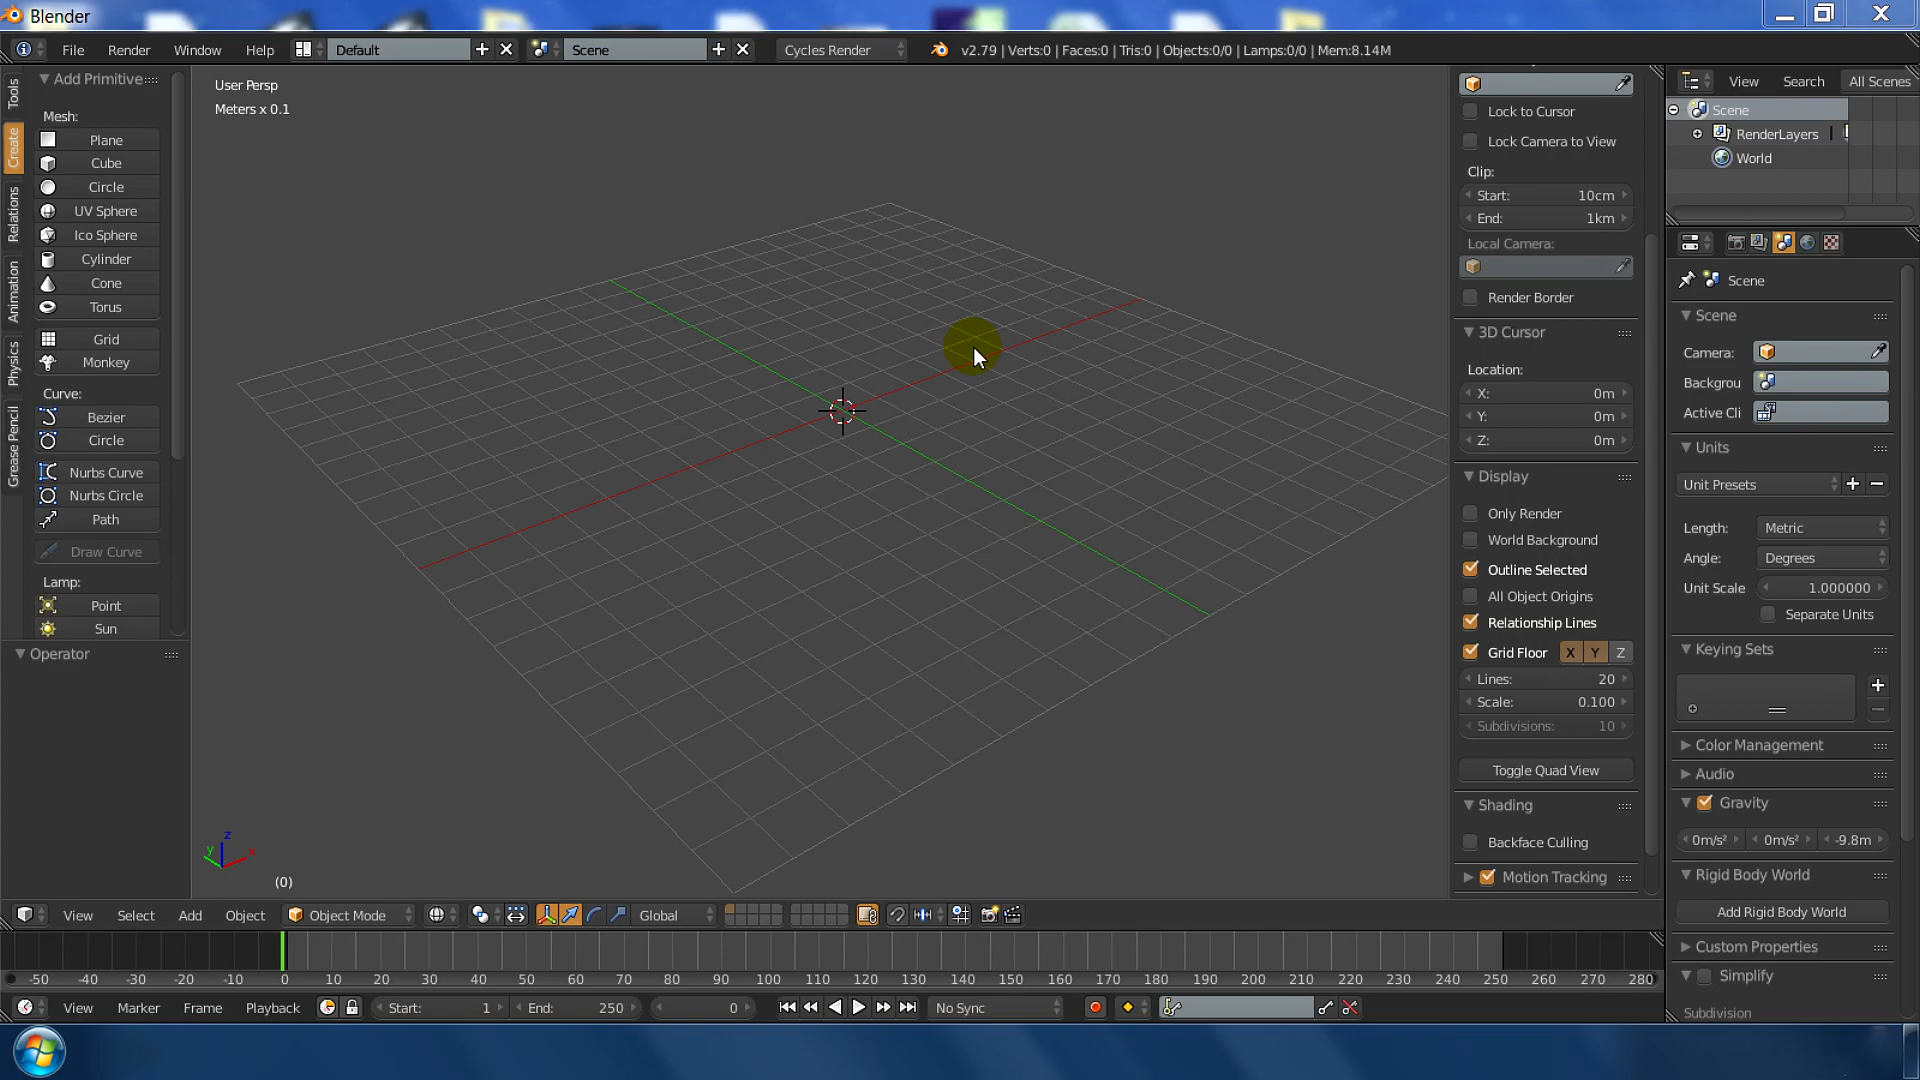 Blender
File Render Window Help Default Scene Cycles Render v2.79 | Verts:0 | Faces:0 | Tris:0 | Objects:0/0 | Lamps:0/0 | Mem:8.14M
Tools
Create
Relations
Animation
Physics
Grease Pencil
Add Primitive
Mesh:
Plane
Cube
Circle
UV Sphere
Ico Sphere
Cylinder
Cone
Torus
Grid
Monkey
Curve:
Bezier
Circle
Nurbs Curve
Nurbs Circle
Path
Draw Curve
Lamp:
Point
Sun
Operator
User Persp
Meters x 0.1
z
y x
(0)
Lock to Cursor
Lock Camera to View
Clip:
Start: 10cm
End: 1km
Local Camera:
Render Border
3D Cursor
Location:
X: 0m
Y: 0m
Z: 0m
Display
Only Render
World Background
Outline Selected
All Object Origins
Relationship Lines
Grid Floor X Y Z
Lines: 20
Scale: 0.100
Subdivisions: 10
Toggle Quad View
Shading
Backface Culling
Motion Tracking
View Search All Scenes
Scene
RenderLayers |
World
Scene
Scene
Camera:
Backgrou
Active Cli
Units
Unit Presets
Length: Metric
Angle: Degrees
Unit Scale 1.000000
Separate Units
Keying Sets
Color Management
Audio
Gravity
0m/s² 0m/s² -9.8m
Rigid Body World
Add Rigid Body World
Custom Properties
Simplify
Subdivision
View Select Add Object Object Mode Global
-50 -40 -30 -20 -10 0 10 20 30 40 50 60 70 80 90 100 110 120 130 140 150 160 170 180 190 200 210 220 230 240 250 260 270 280
View Marker Frame Playback Start: 1 End: 250 0 No Sync